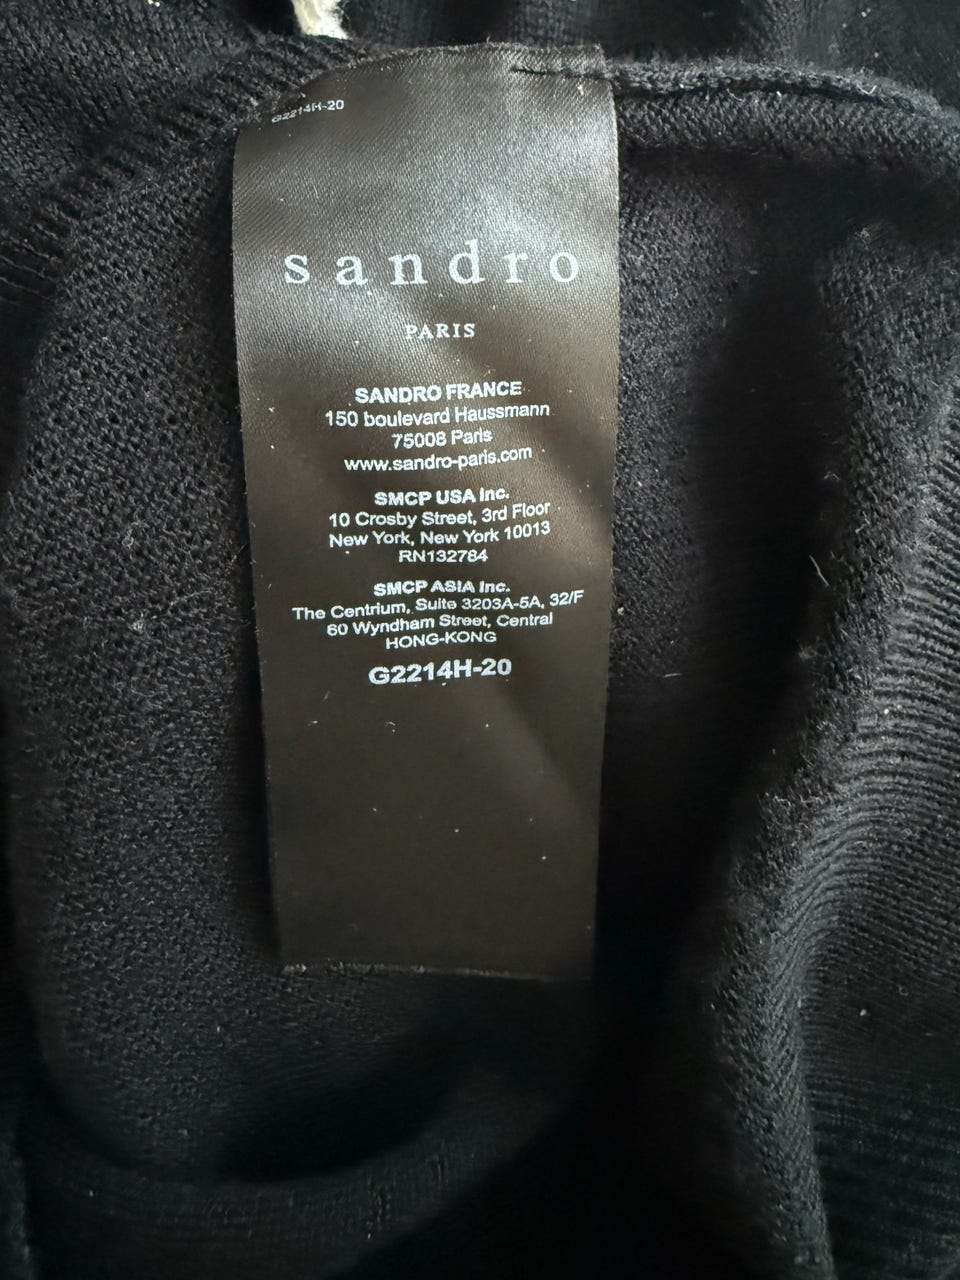 G2214H-20
sandro
PARIS
SANDRO FRANCE
150 boulevard Haussmann
75008 Paris
www.sandro-paris.com
SMCP USA Inc.
10 Crosby Street, 3rd Floor
New York, New York 10013
RN132784
SMCP ASIA Inc.
The Centrium, Suite 3203A-5A, 32/F
60 Wyndham Street, Central
HONG-KONG
G2214H-20